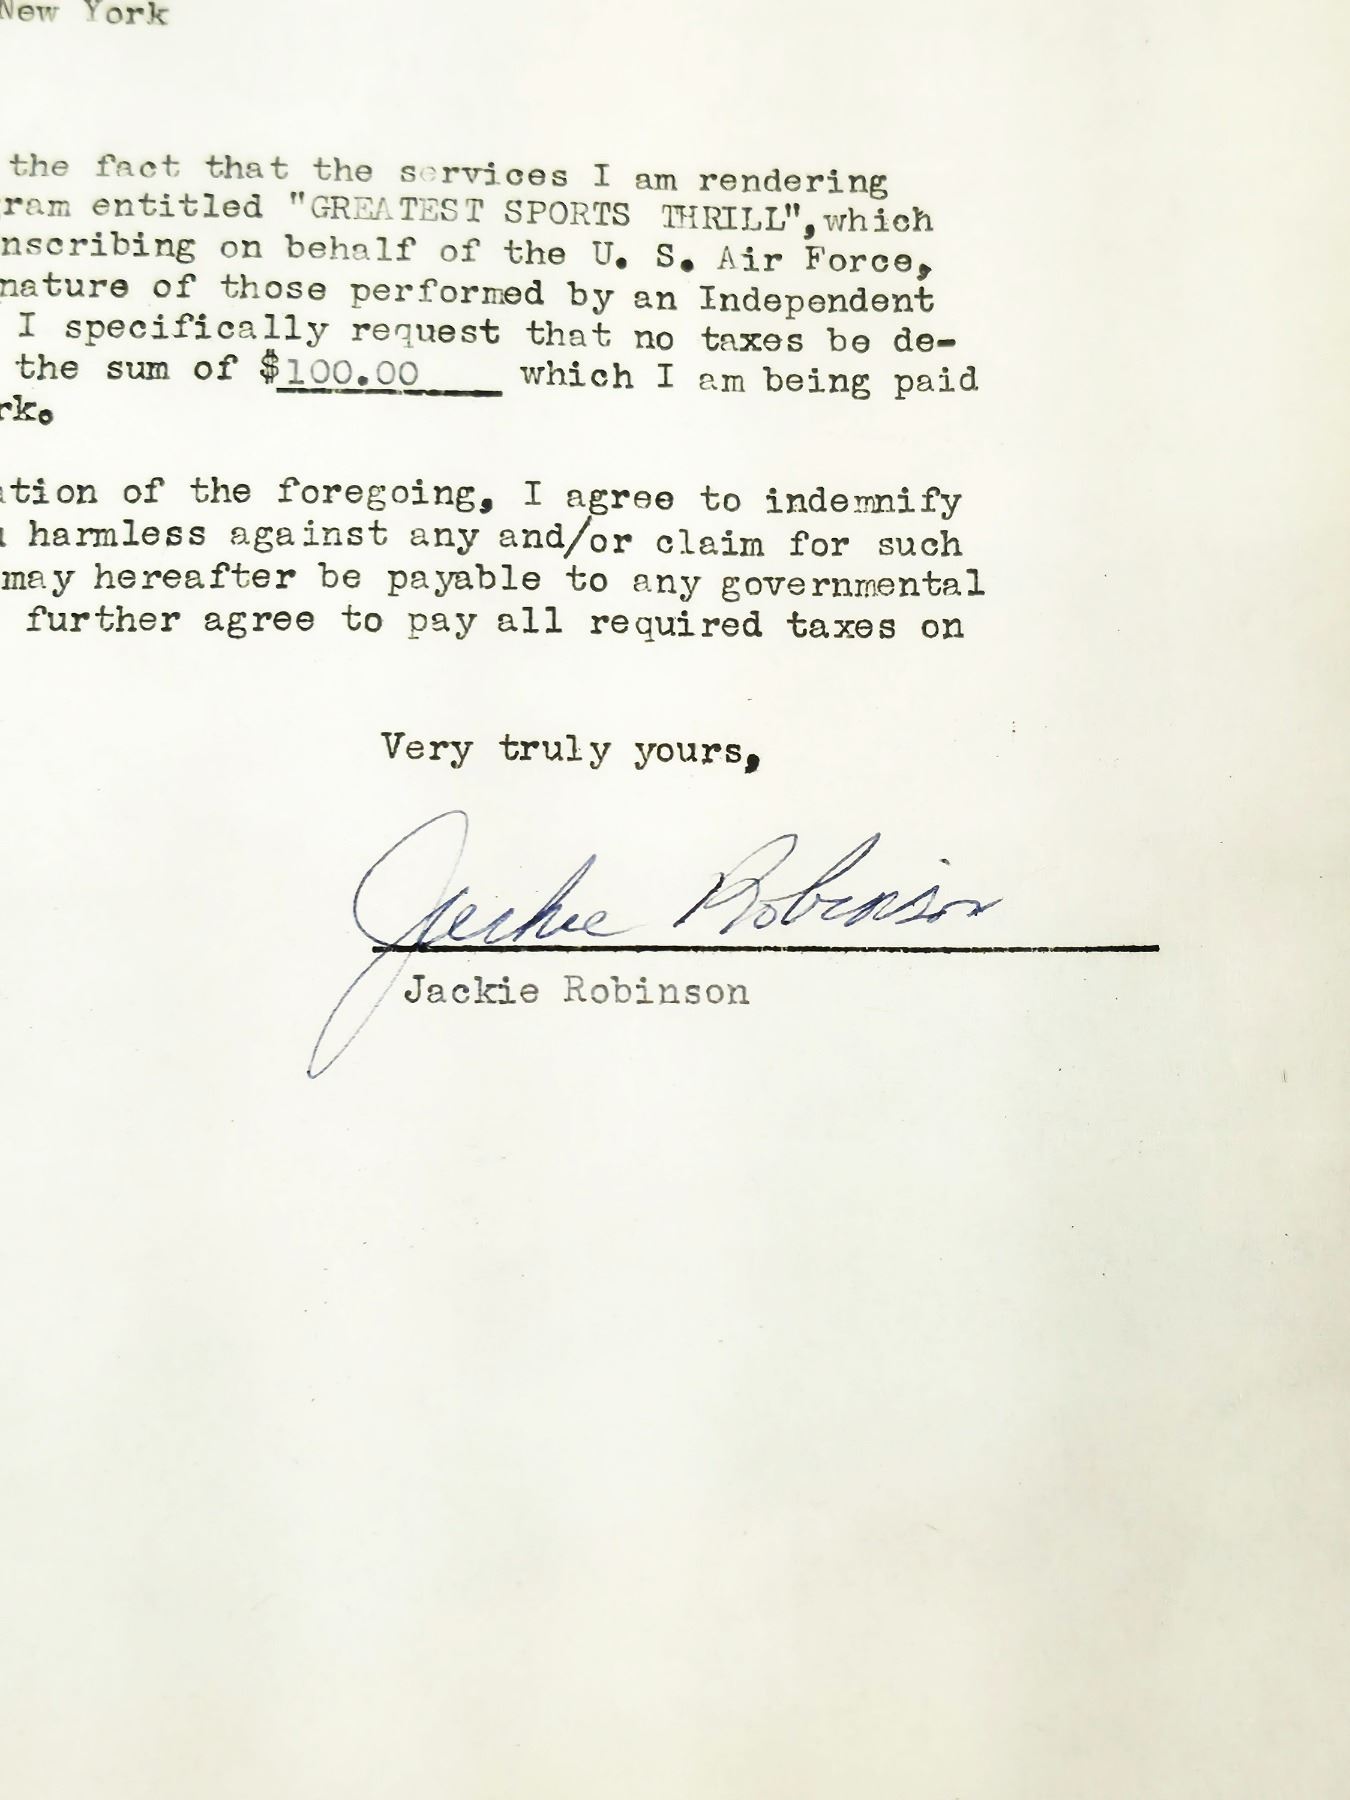 New York
the fact that the services I am rendering
ram entitled "GREATEST SPORTS THRILL", which
nscribing on behalf of the U. S. Air Force,
nature of those performed by an Independent
I specifically request that no taxes be de-
the sum of $100.00 which I am being paid
rk.
ation of the foregoing, I agree to indemnify
harmless against any and/or claim for such
may hereafter be payable to any governmental
further agree to pay all required taxes on
Very truly yours,
Jackie Robinson
Jackie Robinson